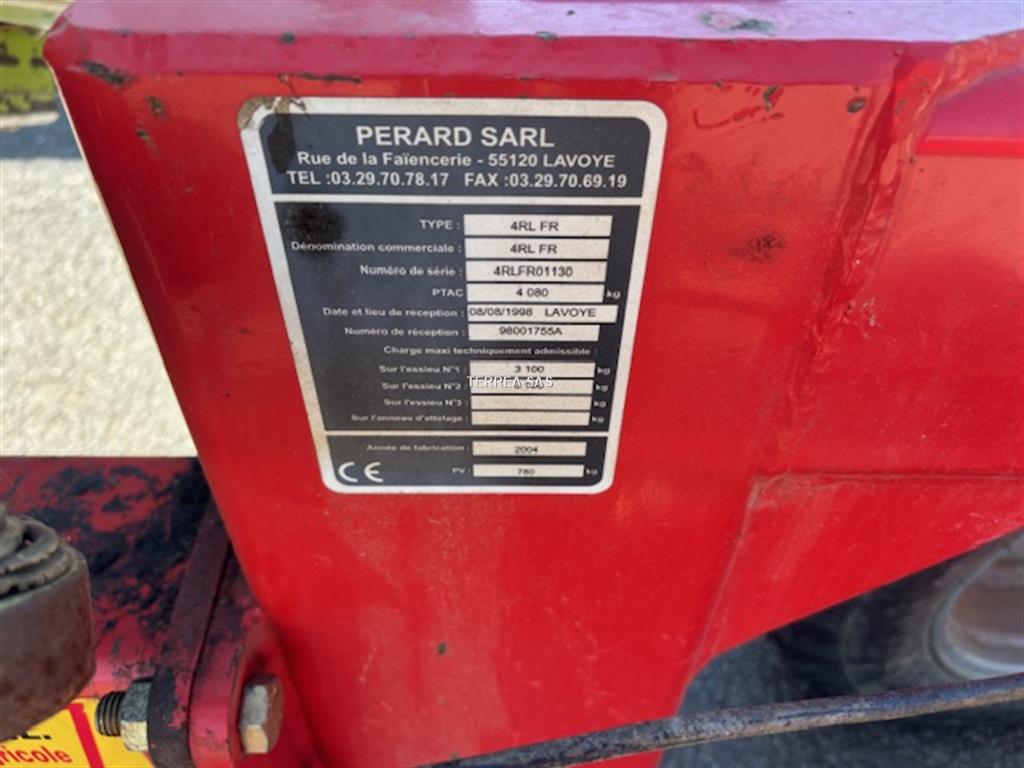 PERARD SARL
Rue de la Faïencerie - 55120 LAVOYE
TEL :03.29.70.78.17 FAX :03.29.70.69.19
TYPE : 4RL FR
Dénomination commerciale : 4RL FR
Numéro de série : 4RLFR01130
PTAC 4 080 kg
Date et lieu de réception : 08/08/1998 LAVOYE
Numéro de réception : 98001755A
Charge maxi techniquement admissible :
Sur l'essieu N°1 : 3 100 kg
Sur l'essieu N°2 kg
TERREA SAS
Sur l'essieu N°3 kg
Sur l'anneau d'attelage : kg
Année de fabrication : 2004
CE PV : 780 kg
ricole